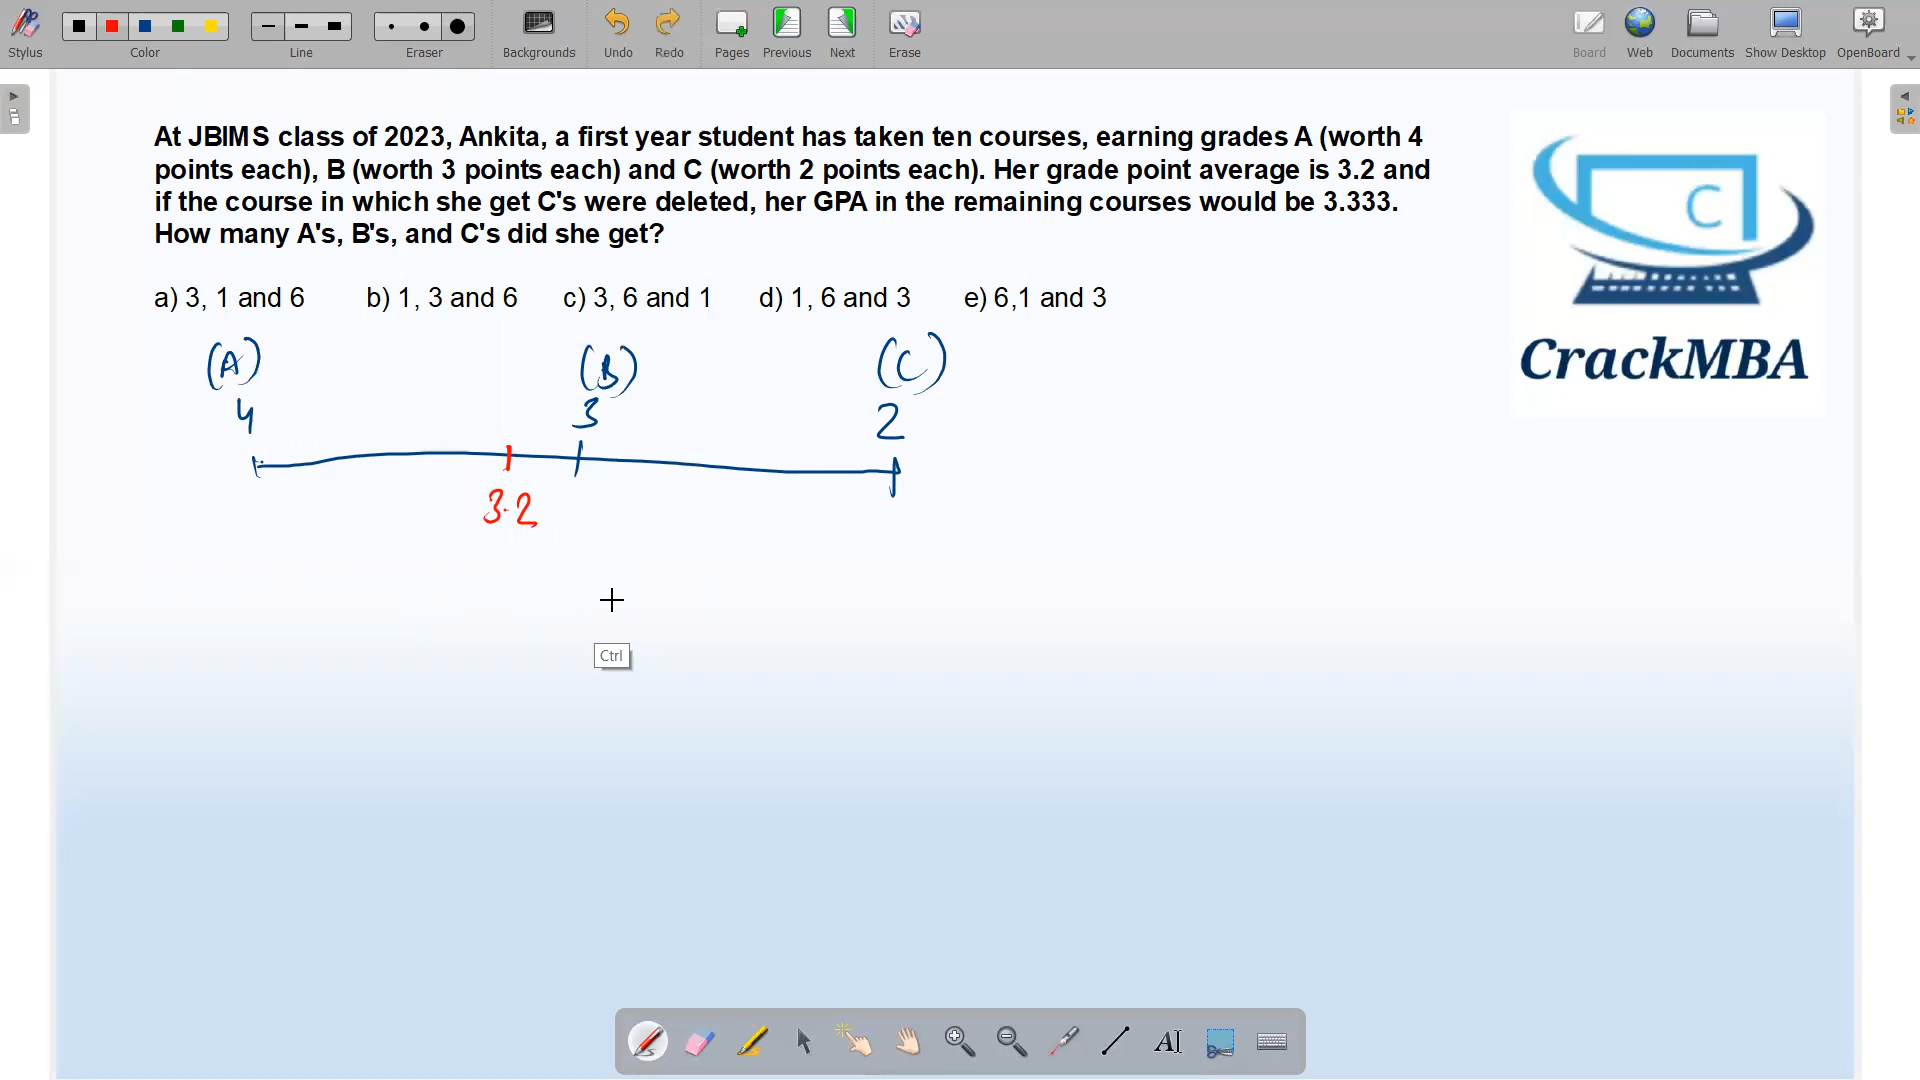 Stylus Color Line Eraser Backgrounds Undo Redo Pages Previous Next Erase Board Web Documents Show Desktop OpenBoard
At JBIMS class of 2023, Ankita, a first year student has taken ten courses, earning grades A (worth 4
points each), B (worth 3 points each) and C (worth 2 points each). Her grade point average is 3.2 and
if the course in which she get C's were deleted, her GPA in the remaining courses would be 3.333.
How many A's, B's, and C's did she get?
a) 3, 1 and 6 b) 1, 3 and 6 c) 3, 6 and 1 d) 1, 6 and 3 e) 6,1 and 3
C
CrackMBA
(A) (B) (C)
4 3 2
3.2
Ctrl
AI